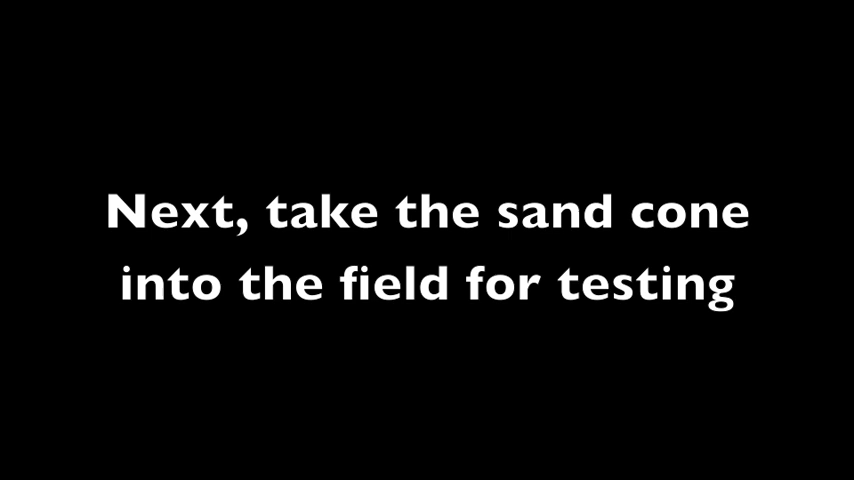 Next, take the sand cone
into the field for testing